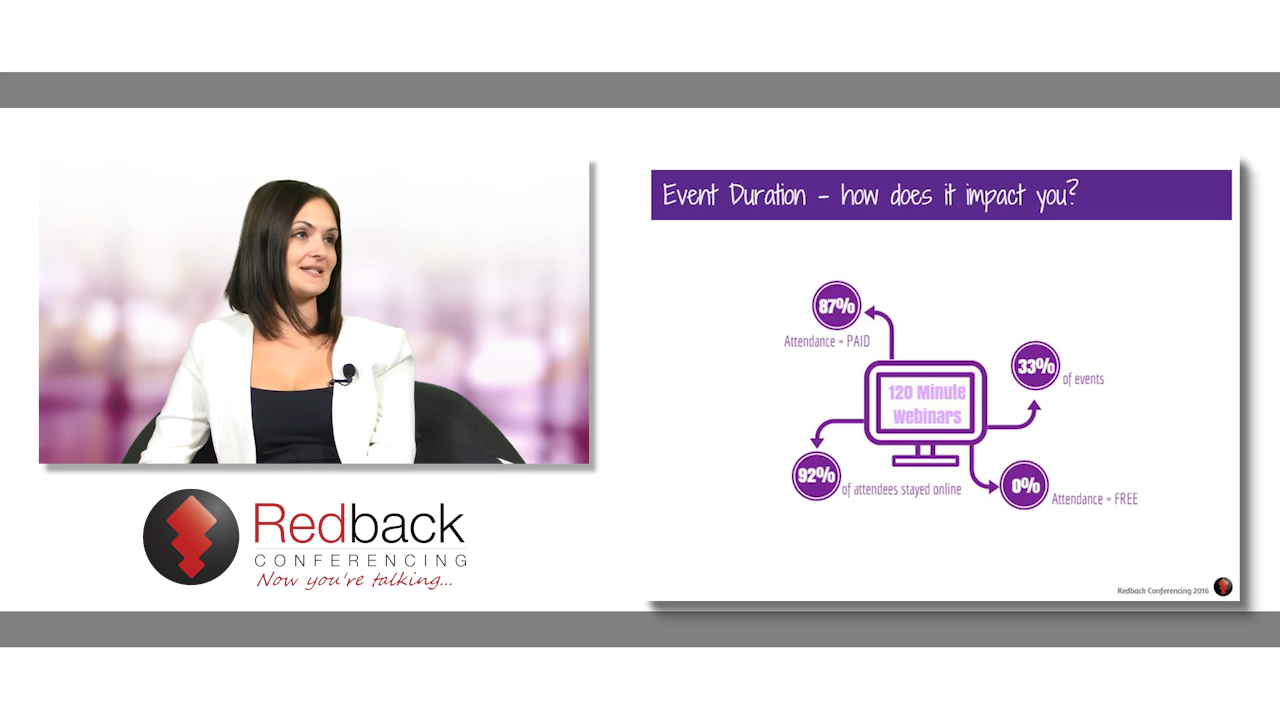 Event Duration - how does it impact you?
87%
Attendance = PAID
33%
of events
120 Minute
Webinars
92%
of attendees stayed online
0%
Attendance = FREE
Redback Conferencing 2016
Redback
CONFERENCING
Now you're talking...